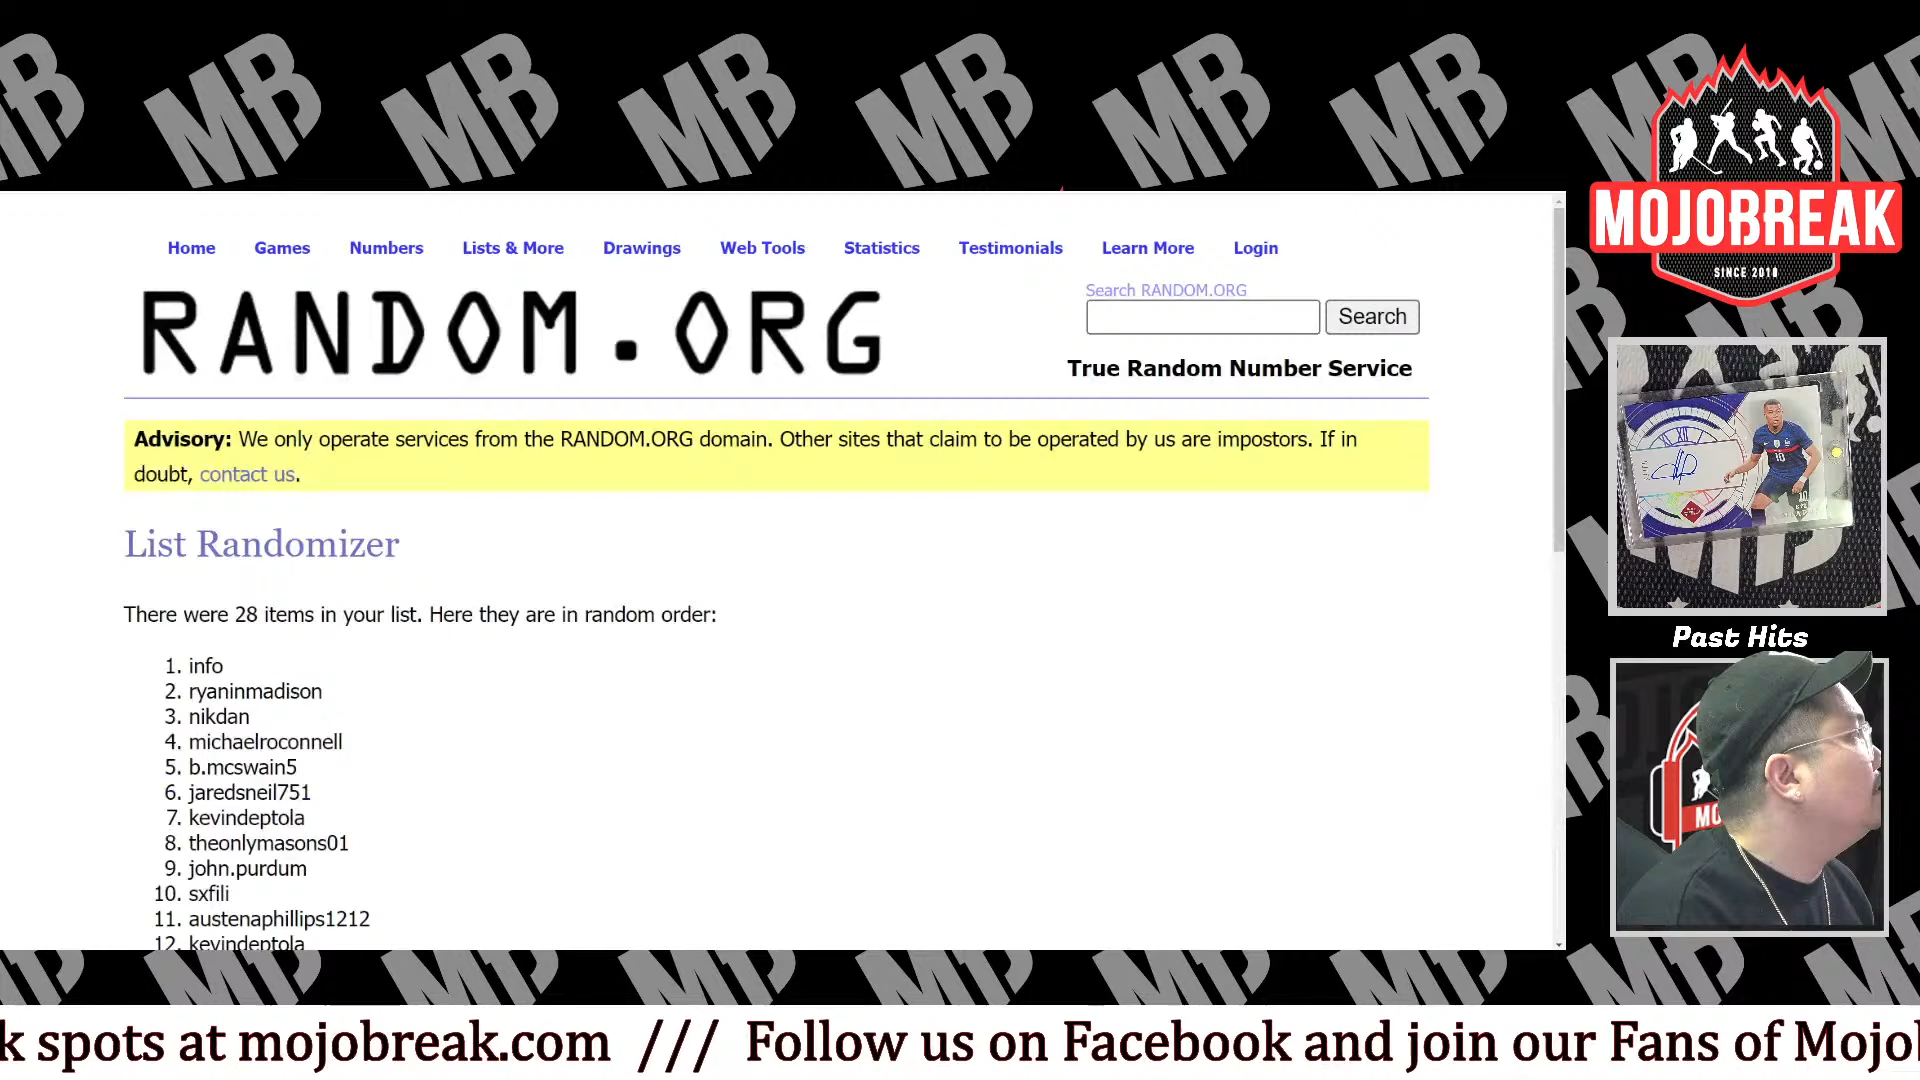 MOJOBREAK
SINCE 2010
Home Games Numbers Lists & More Drawings Web Tools Statistics Testimonials Learn More Login
Search RANDOM.ORG
Search
RANDOM.ORG
True Random Number Service
Advisory: We only operate services from the RANDOM.ORG domain. Other sites that claim to be operated by us are impostors. If in
doubt, contact us.
List Randomizer
There were 28 items in your list. Here they are in random order:
1. info
2. ryaninmadison
3. nikdan
4. michaelroconnell
5. b.mcswain5
6. jaredsneil751
7. kevindeptola
8. theonlymasons01
9. john.purdum
10. sxfili
11. austenaphillips1212
12. kevindeptola
Past Hits
k spots at mojobreak.com /// Follow us on Facebook and join our Fans of Mojo